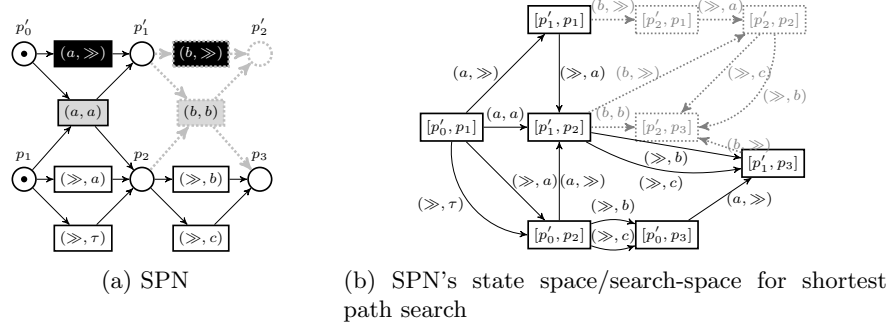 p′₀ p′₁ p′₂
(a, ≫) (b, ≫)
(a, a) (b, b)
p₁ p₂ p₃
(≫, a) (≫, b)
(≫, τ) (≫, c)
(a) SPN
[p′₁, p₁] (b, ≫) [p′₂, p₁] (≫, a) [p′₂, p₂]
(a, ≫) (≫, a) (b, ≫) (≫, c)
(≫, b)
[p′₀, p₁] (a, a) [p′₁, p₂] (b, b) [p′₂, p₃]
(b, ≫)
(≫, b) [p′₁, p₃]
(≫, τ) (≫, a) (a, ≫) (≫, c)
(≫, b) (a, ≫)
[p′₀, p₂] (≫, c) [p′₀, p₃]
(b) SPN's state space/search-space for shortest
path search